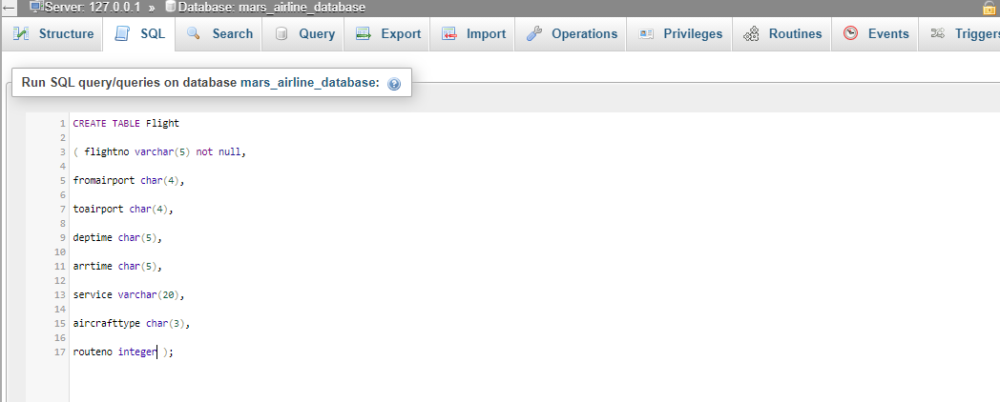 Server: 127.0.0.1 » Database: mars_airline_database
Structure SQL Search Query Export Import Operations Privileges Routines Events Triggers
Run SQL query/queries on database mars_airline_database:
1 CREATE TABLE Flight
2
3 ( flightno varchar(5) not null,
4
5 fromairport char(4),
6
7 toairport char(4),
8
9 deptime char(5),
10
11 arrtime char(5),
12
13 service varchar(20),
14
15 aircrafttype char(3),
16
17 routeno integer );